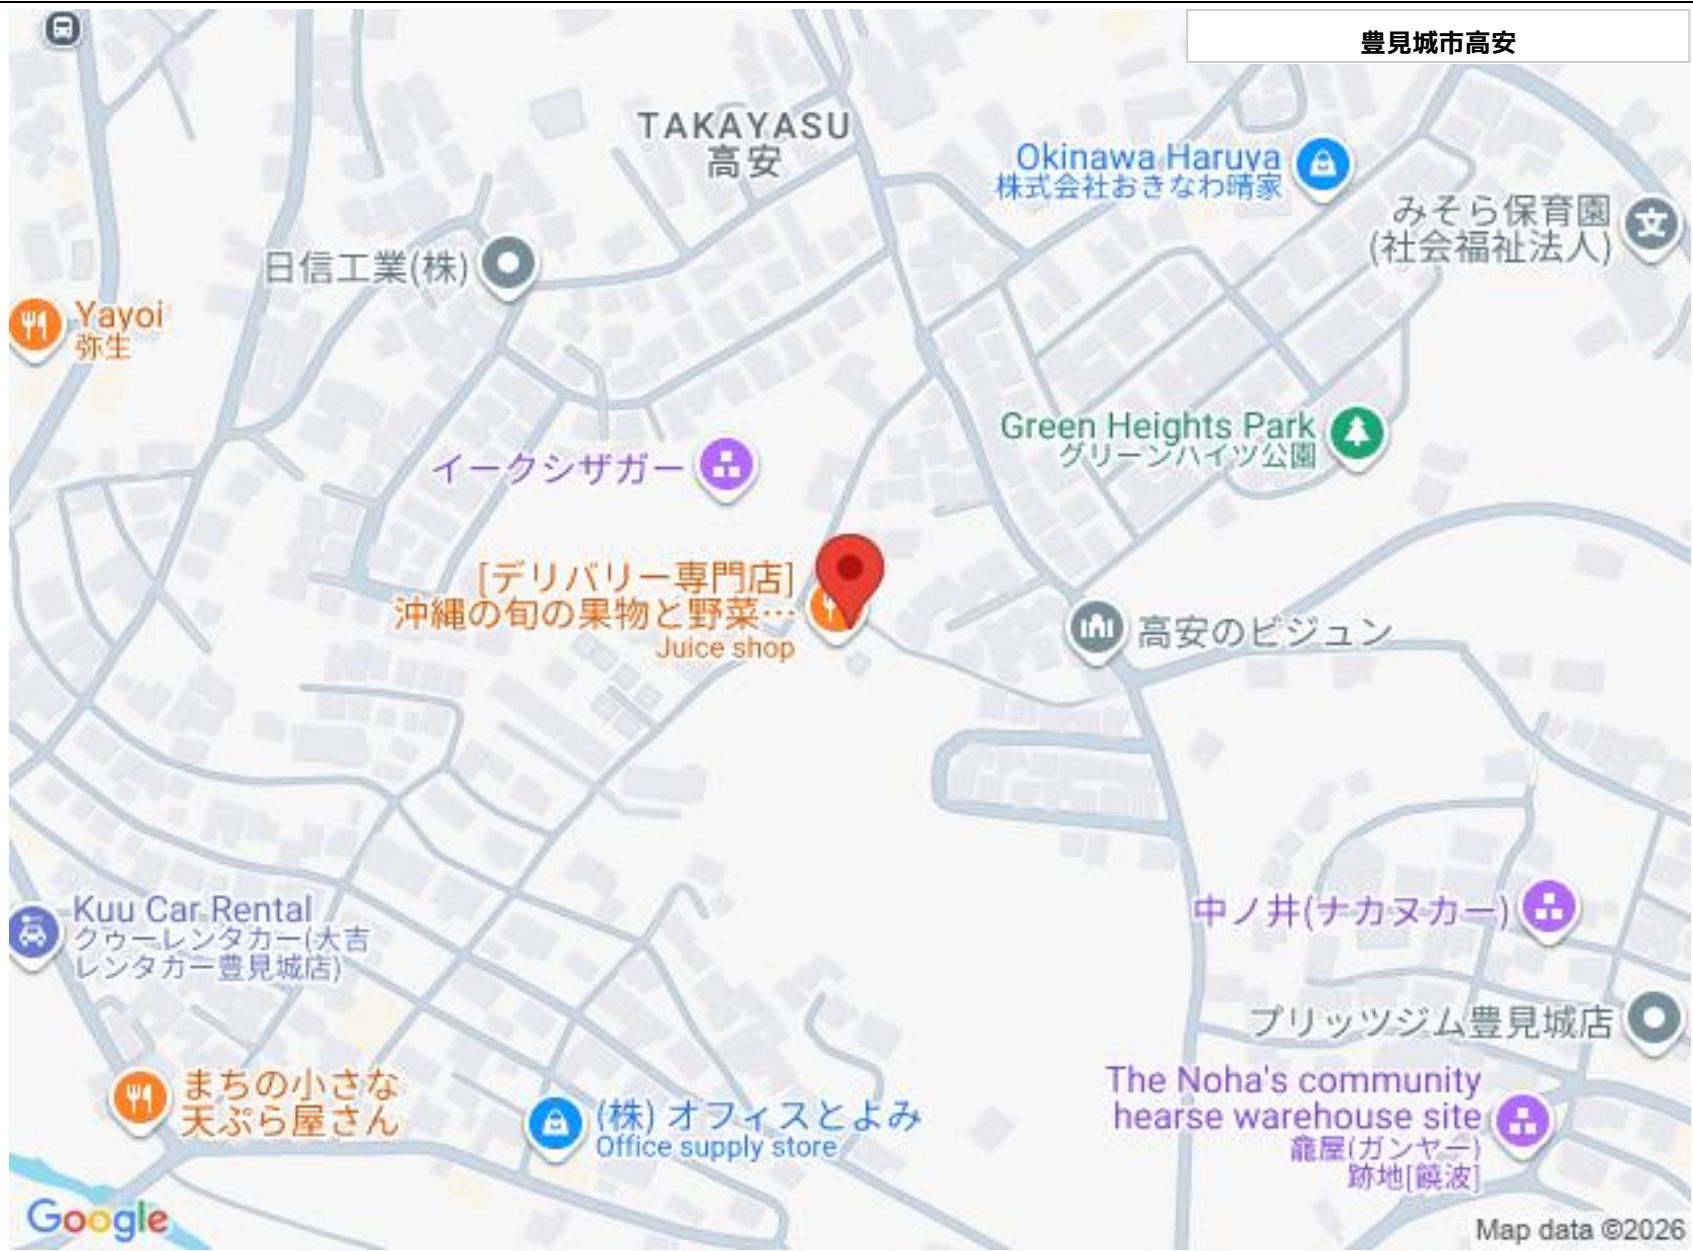 豊見城市高安
TAKAYASU
高安
Okinawa Haruya
株式会社おきなわ晴家
みそら保育園
(社会福祉法人)
日信工業(株)
Yayoi
弥生
Green Heights Park
グリーンハイツ公園
イークシザガー
[デリバリー専門店]
沖縄の旬の果物と野菜…
Juice shop
高安のビジュン
Kuu Car Rental
クゥーレンタカー(大吉
レンタカー豊見城店)
中ノ井(ナカヌカー)
プリッツジム豊見城店
まちの小さな
天ぷら屋さん
(株) オフィスとよみ
Office supply store
The Noha's community
hearse warehouse site
龕屋(ガンヤー)
跡地[饒波]
Google
Map data ©2026